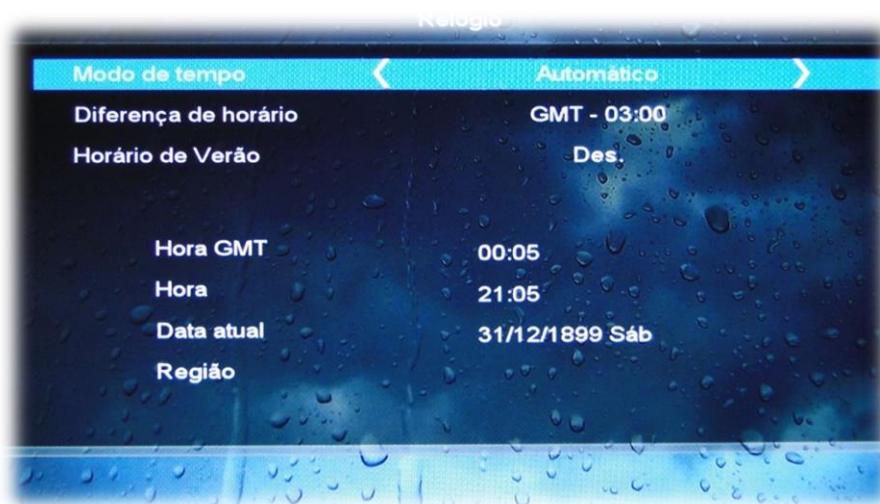 Relógio
Modo de tempo Automático
Diferença de horário GMT - 03:00
Horário de Verão Des.
Hora GMT 00:05
Hora 21:05
Data atual 31/12/1899 Sáb
Região